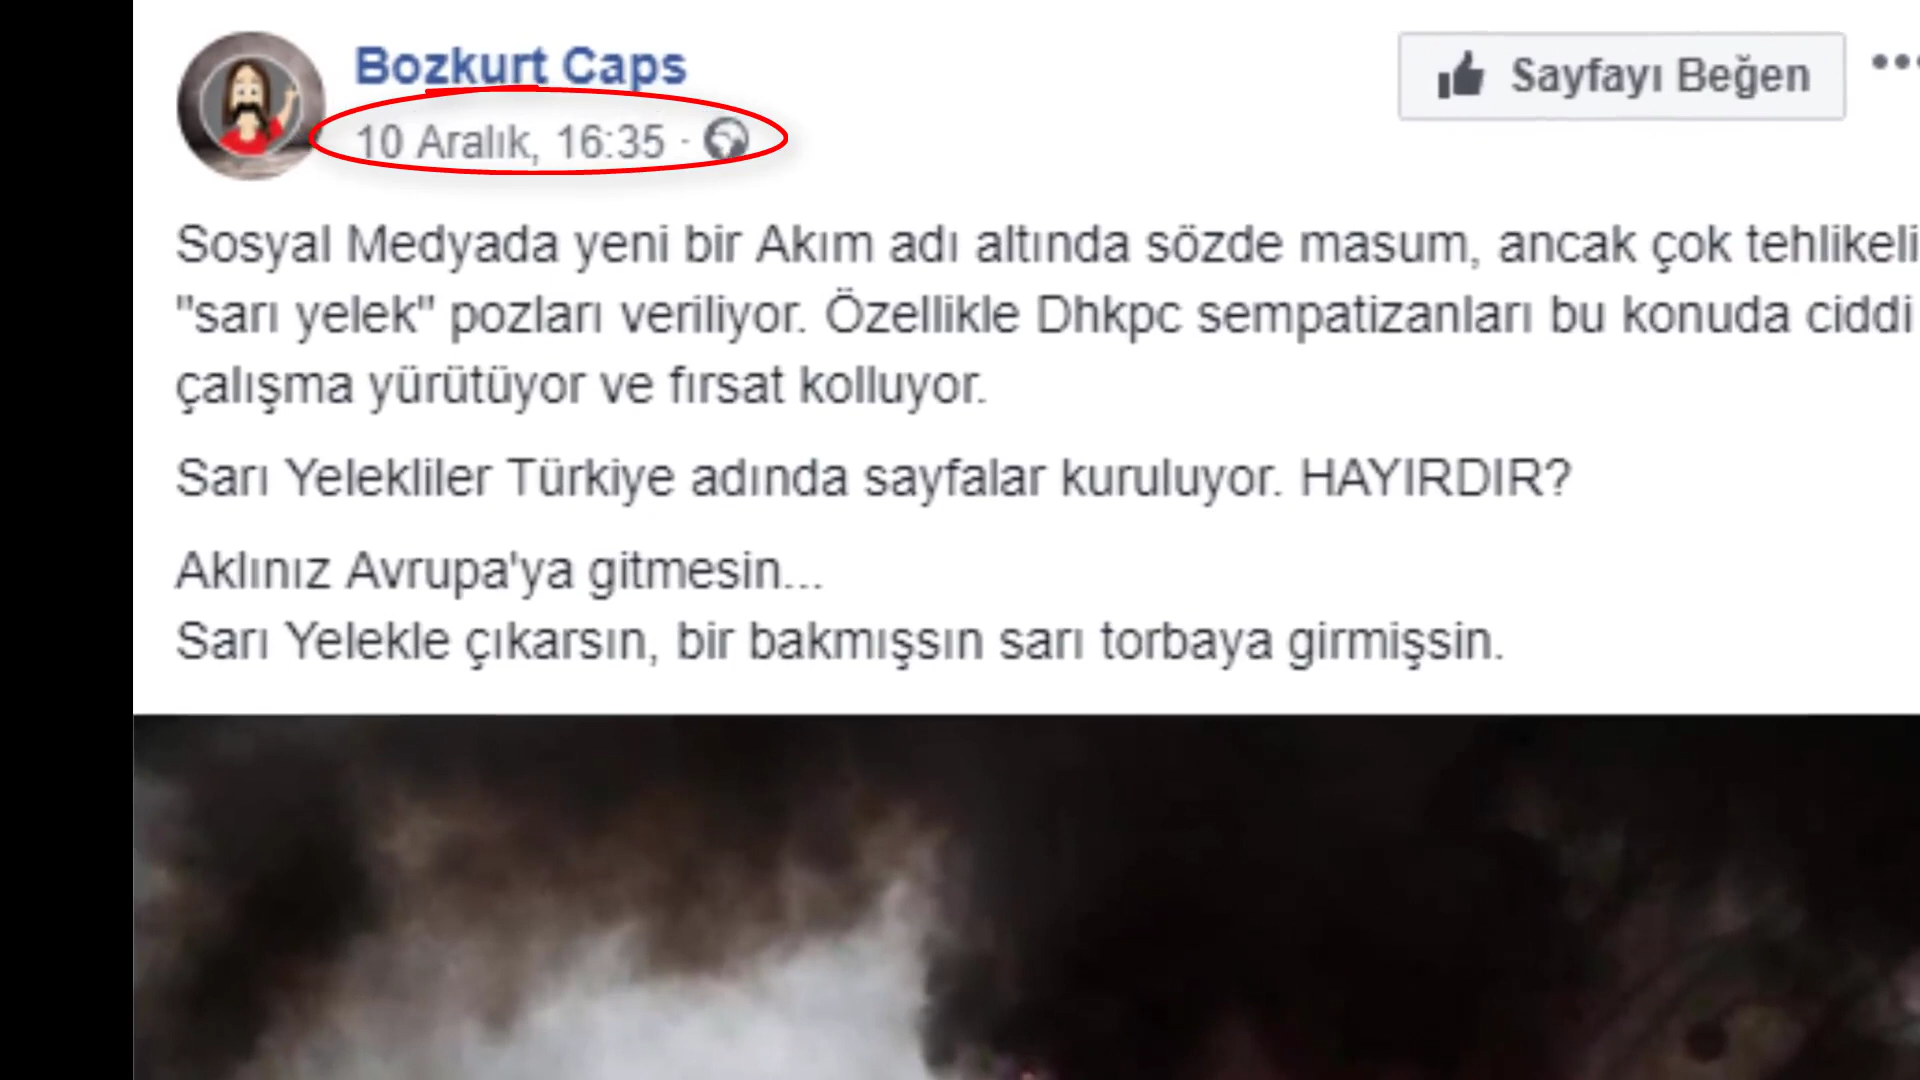 Bozkurt Caps
Sayfayı Beğen
10 Aralık, 16:35 ·
Sosyal Medyada yeni bir Akım adı altında sözde masum, ancak çok tehlikeli
"sarı yelek" pozları veriliyor. Özellikle Dhkpc sempatizanları bu konuda ciddi
çalışma yürütüyor ve fırsat kolluyor.
Sarı Yelekliler Türkiye adında sayfalar kuruluyor. HAYIRDIR?
Aklınız Avrupa'ya gitmesin...
Sarı Yelekle çıkarsın, bir bakmışsın sarı torbaya girmişsin.